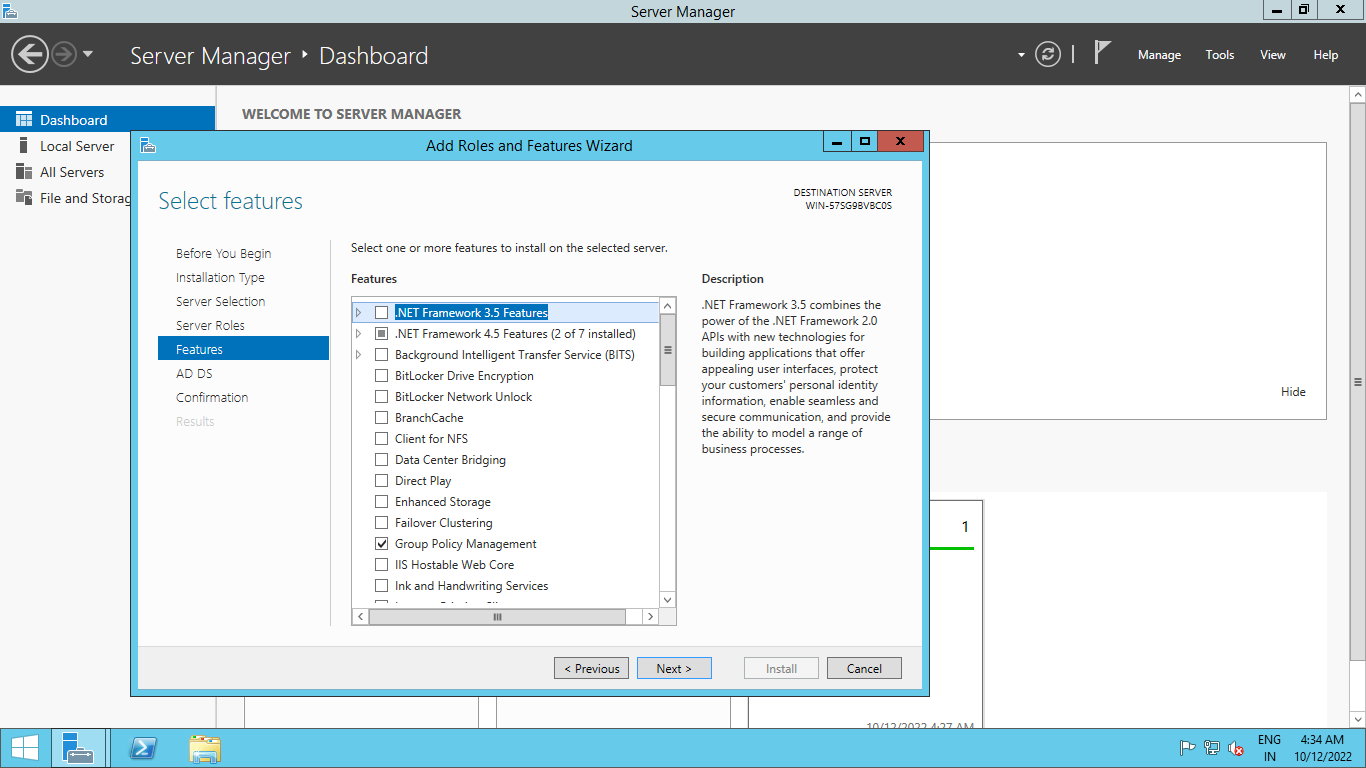 Server Manager
Server Manager ‣ Dashboard
Manage
Tools
View
Help
Dashboard
Local Server
All Servers
File and Storag
WELCOME TO SERVER MANAGER
Add Roles and Features Wizard
Select features
DESTINATION SERVER
WIN-57SG9BVBC0S
Before You Begin
Installation Type
Server Selection
Server Roles
Features
AD DS
Confirmation
Results
Select one or more features to install on the selected server.
Features
.NET Framework 3.5 Features
.NET Framework 4.5 Features (2 of 7 installed)
Background Intelligent Transfer Service (BITS)
BitLocker Drive Encryption
BitLocker Network Unlock
BranchCache
Client for NFS
Data Center Bridging
Direct Play
Enhanced Storage
Failover Clustering
Group Policy Management
IIS Hostable Web Core
Ink and Handwriting Services
Description
.NET Framework 3.5 combines the
power of the .NET Framework 2.0
APIs with new technologies for
building applications that offer
appealing user interfaces, protect
your customers' personal identity
information, enable seamless and
secure communication, and provide
the ability to model a range of
business processes.
Hide
1
< Previous
Next >
Install
Cancel
10/12/2022 4:27 AM
ENG
IN
4:34 AM
10/12/2022